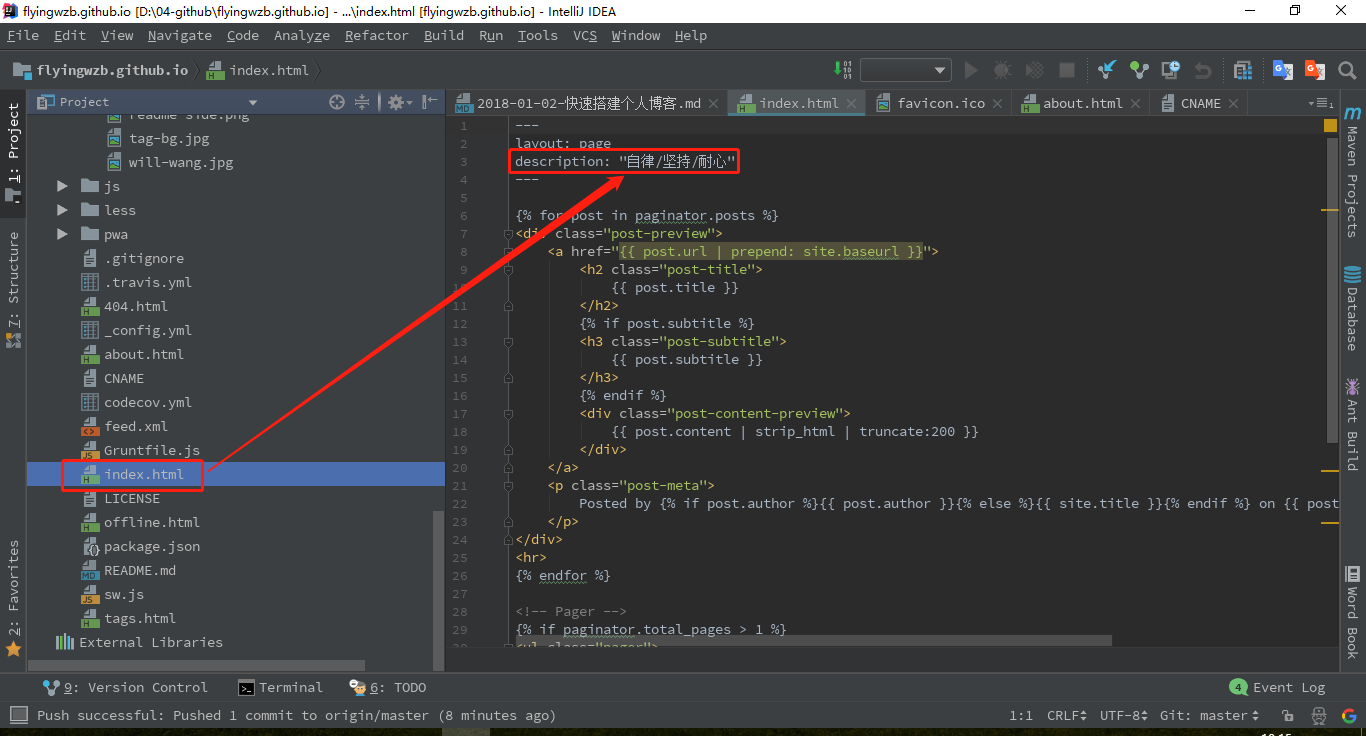 flyingwzb.github.io [D:\04-github\flyingwzb.github.io] - ...\index.html [flyingwzb.github.io] - IntelliJ IDEA
File Edit View Navigate Code Analyze Refactor Build Run Tools VCS Window Help
flyingwzb.github.io index.html
Project
2018-01-02-快速搭建个人博客.md index.html favicon.ico about.html CNAME
1: Project
7: Structure
2: Favorites
readme-side.png
tag-bg.jpg
will-wang.jpg
js
less
pwa
.gitignore
.travis.yml
404.html
_config.yml
about.html
CNAME
codecov.yml
feed.xml
Gruntfile.js
index.html
LICENSE
offline.html
package.json
README.md
sw.js
tags.html
External Libraries
1 ---
2 layout: page
3 description: "自律/坚持/耐心"
4 ---
5
6 {% for post in paginator.posts %}
7 <div class="post-preview">
8 <a href="{{ post.url | prepend: site.baseurl }}">
9 <h2 class="post-title">
10 {{ post.title }}
11 </h2>
12 {% if post.subtitle %}
13 <h3 class="post-subtitle">
14 {{ post.subtitle }}
15 </h3>
16 {% endif %}
17 <div class="post-content-preview">
18 {{ post.content | strip_html | truncate:200 }}
19 </div>
20 </a>
21 <p class="post-meta">
22 Posted by {% if post.author %}{{ post.author }}{% else %}{{ site.title }}{% endif %} on {{ post
23 </p>
24 </div>
25 <hr>
26 {% endfor %}
27
28 <!-- Pager -->
29 {% if paginator.total_pages > 1 %}
30 <ul class="pager">
Maven Projects
Database
Ant Build
Word Book
9: Version Control Terminal 6: TODO 4 Event Log
Push successful: Pushed 1 commit to origin/master (8 minutes ago) 1:1 CRLF UTF-8 Git: master